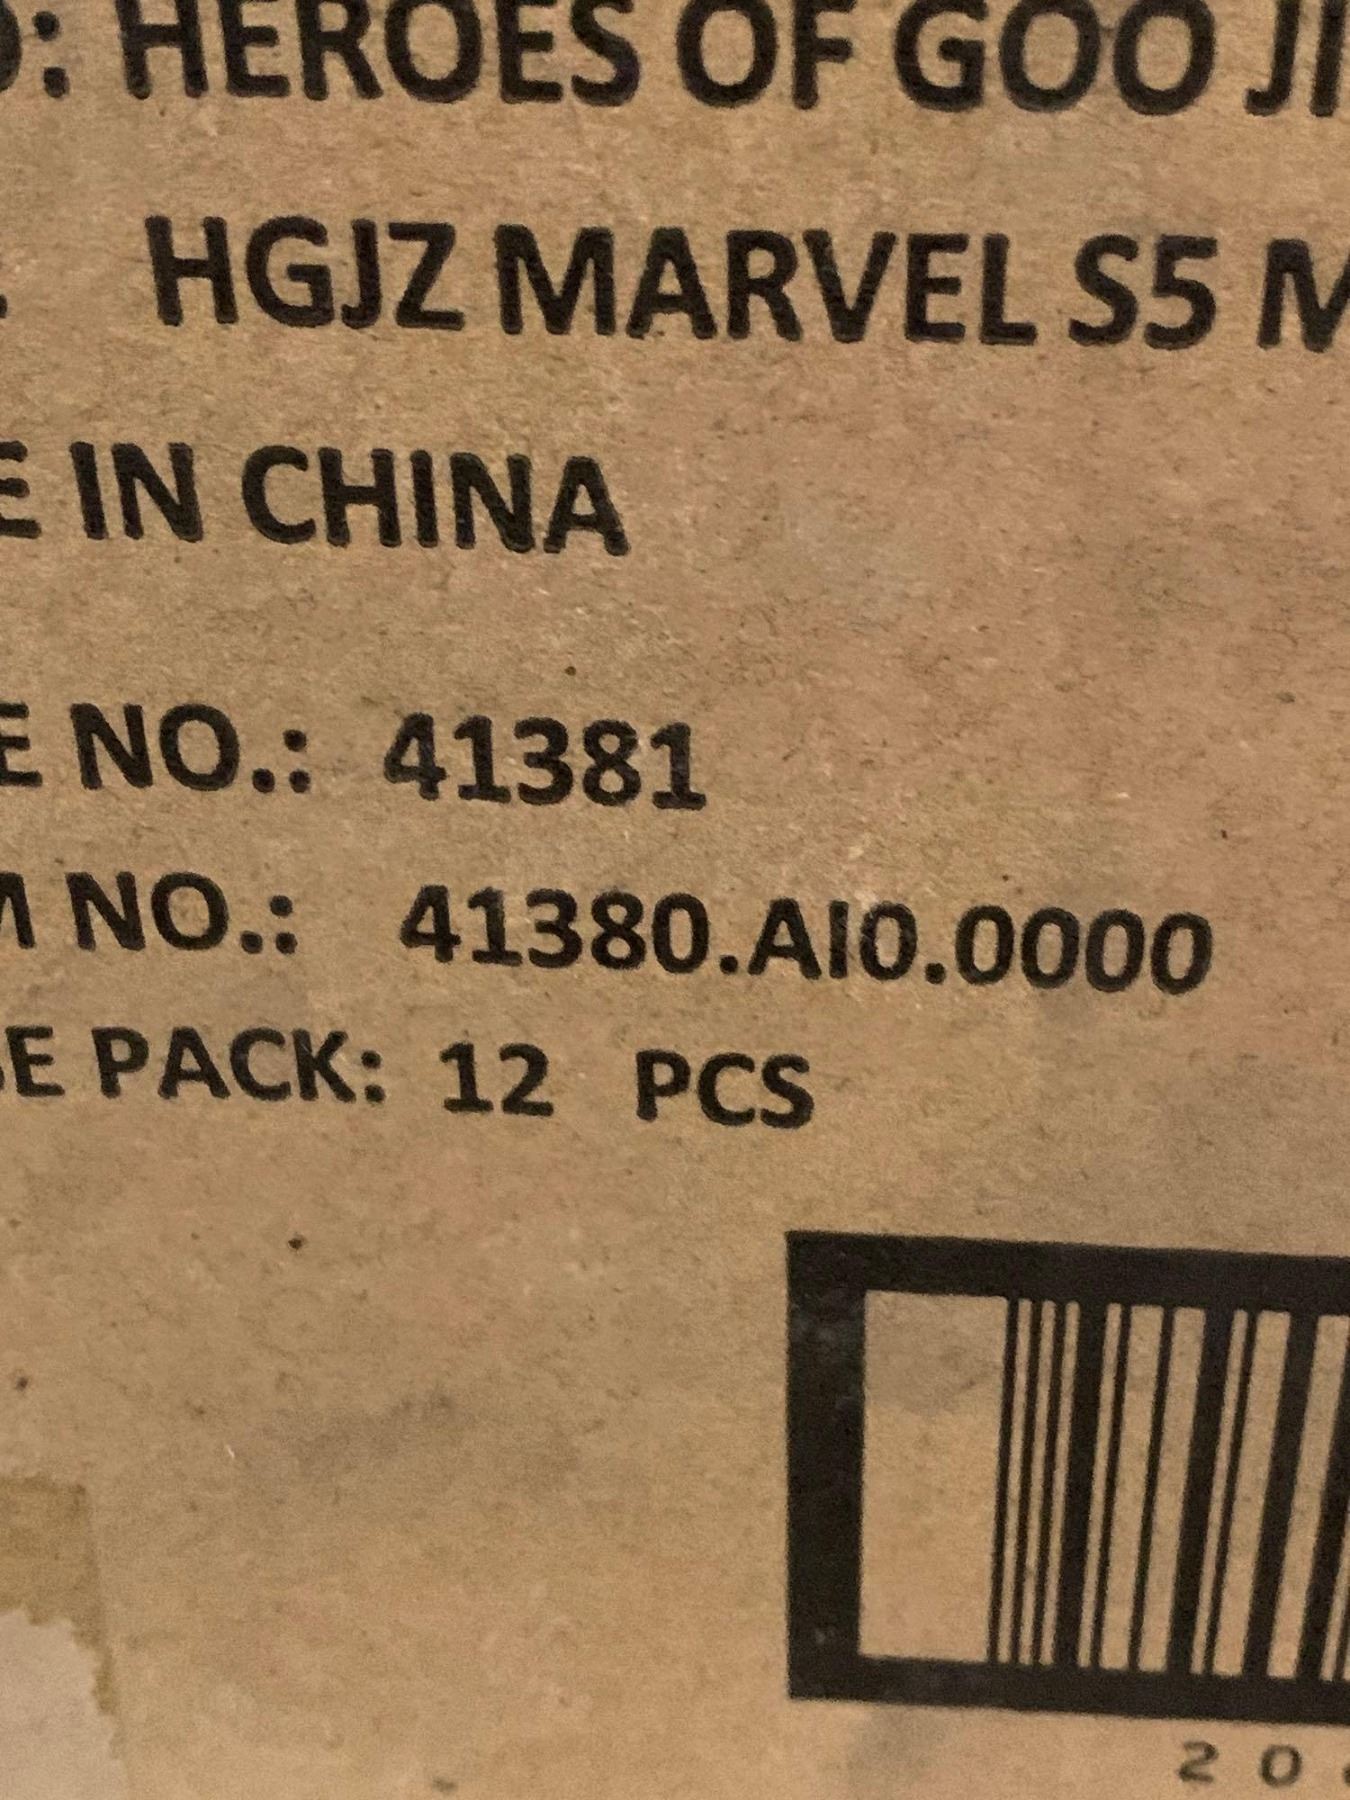 : HEROES OF GOO JI
HGJZ MARVEL S5 M
E IN CHINA
E NO.: 41381
M NO.: 41380.AI0.0000
SE PACK: 12 PCS
20